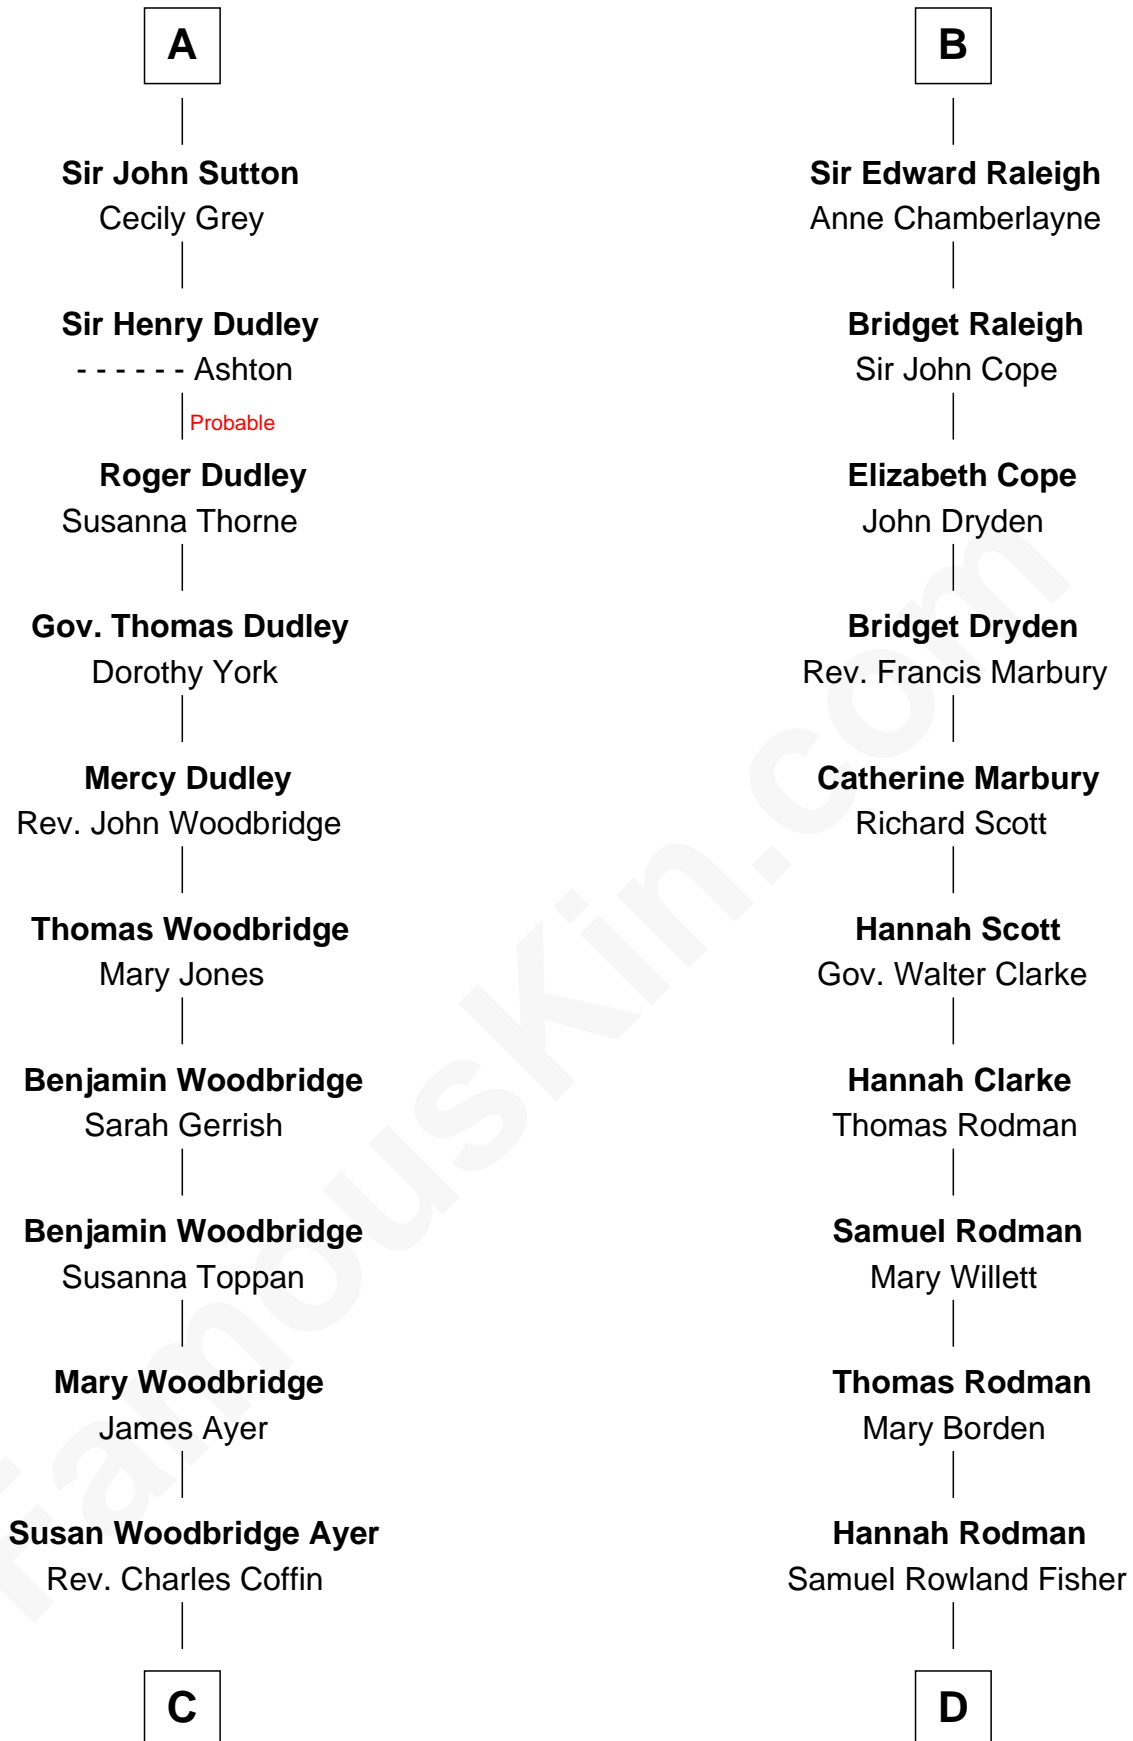 A
Sir John Sutton
Cecily Grey
Sir Henry Dudley
- - - - - - Ashton
Probable
Roger Dudley
Susanna Thorne
Gov. Thomas Dudley
Dorothy York
Mercy Dudley
Rev. John Woodbridge
Thomas Woodbridge
Mary Jones
Benjamin Woodbridge
Sarah Gerrish
Benjamin Woodbridge
Susanna Toppan
Mary Woodbridge
James Ayer
Susan Woodbridge Ayer
Rev. Charles Coffin
C
B
Sir Edward Raleigh
Anne Chamberlayne
Bridget Raleigh
Sir John Cope
Elizabeth Cope
John Dryden
Bridget Dryden
Rev. Francis Marbury
Catherine Marbury
Richard Scott
Hannah Scott
Gov. Walter Clarke
Hannah Clarke
Thomas Rodman
Samuel Rodman
Mary Willett
Thomas Rodman
Mary Borden
Hannah Rodman
Samuel Rowland Fisher
D
FamousKin.com